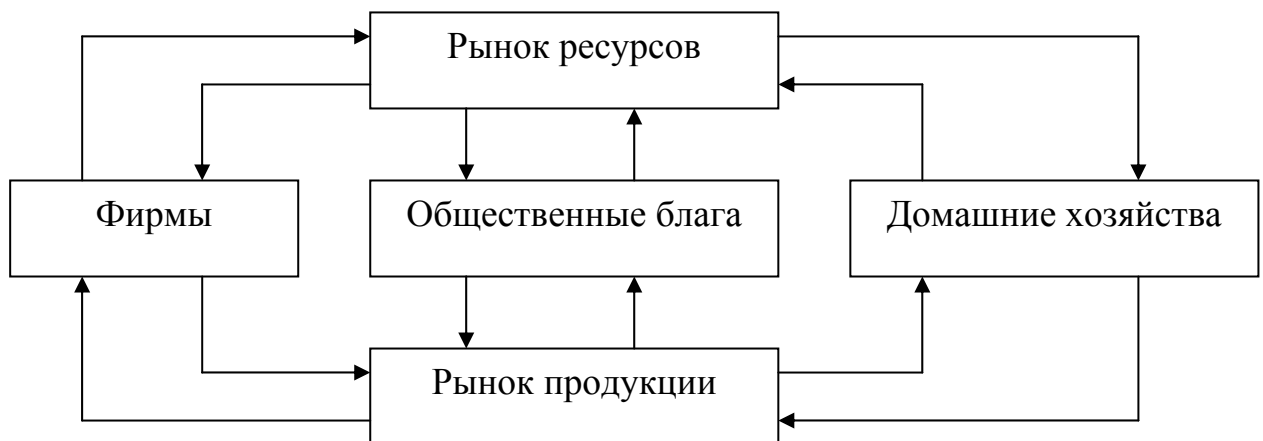 Рынок ресурсов
Фирмы
Общественные блага
Домашние хозяйства
Рынок продукции